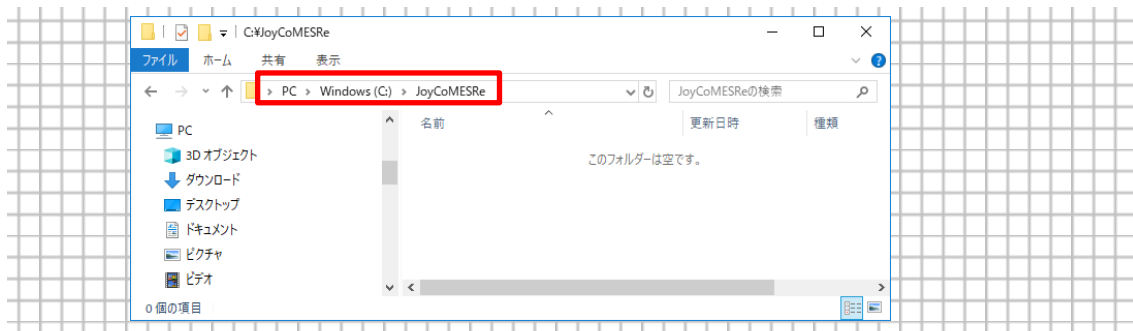 C:¥JoyCoMESRe
ファイル ホーム 共有 表示
PC › Windows (C:) › JoyCoMESRe JoyCoMESReの検索
名前 更新日時 種類
このフォルダーは空です。
PC
3D オブジェクト
ダウンロード
デスクトップ
ドキュメント
ピクチャ
ビデオ
0 個の項目